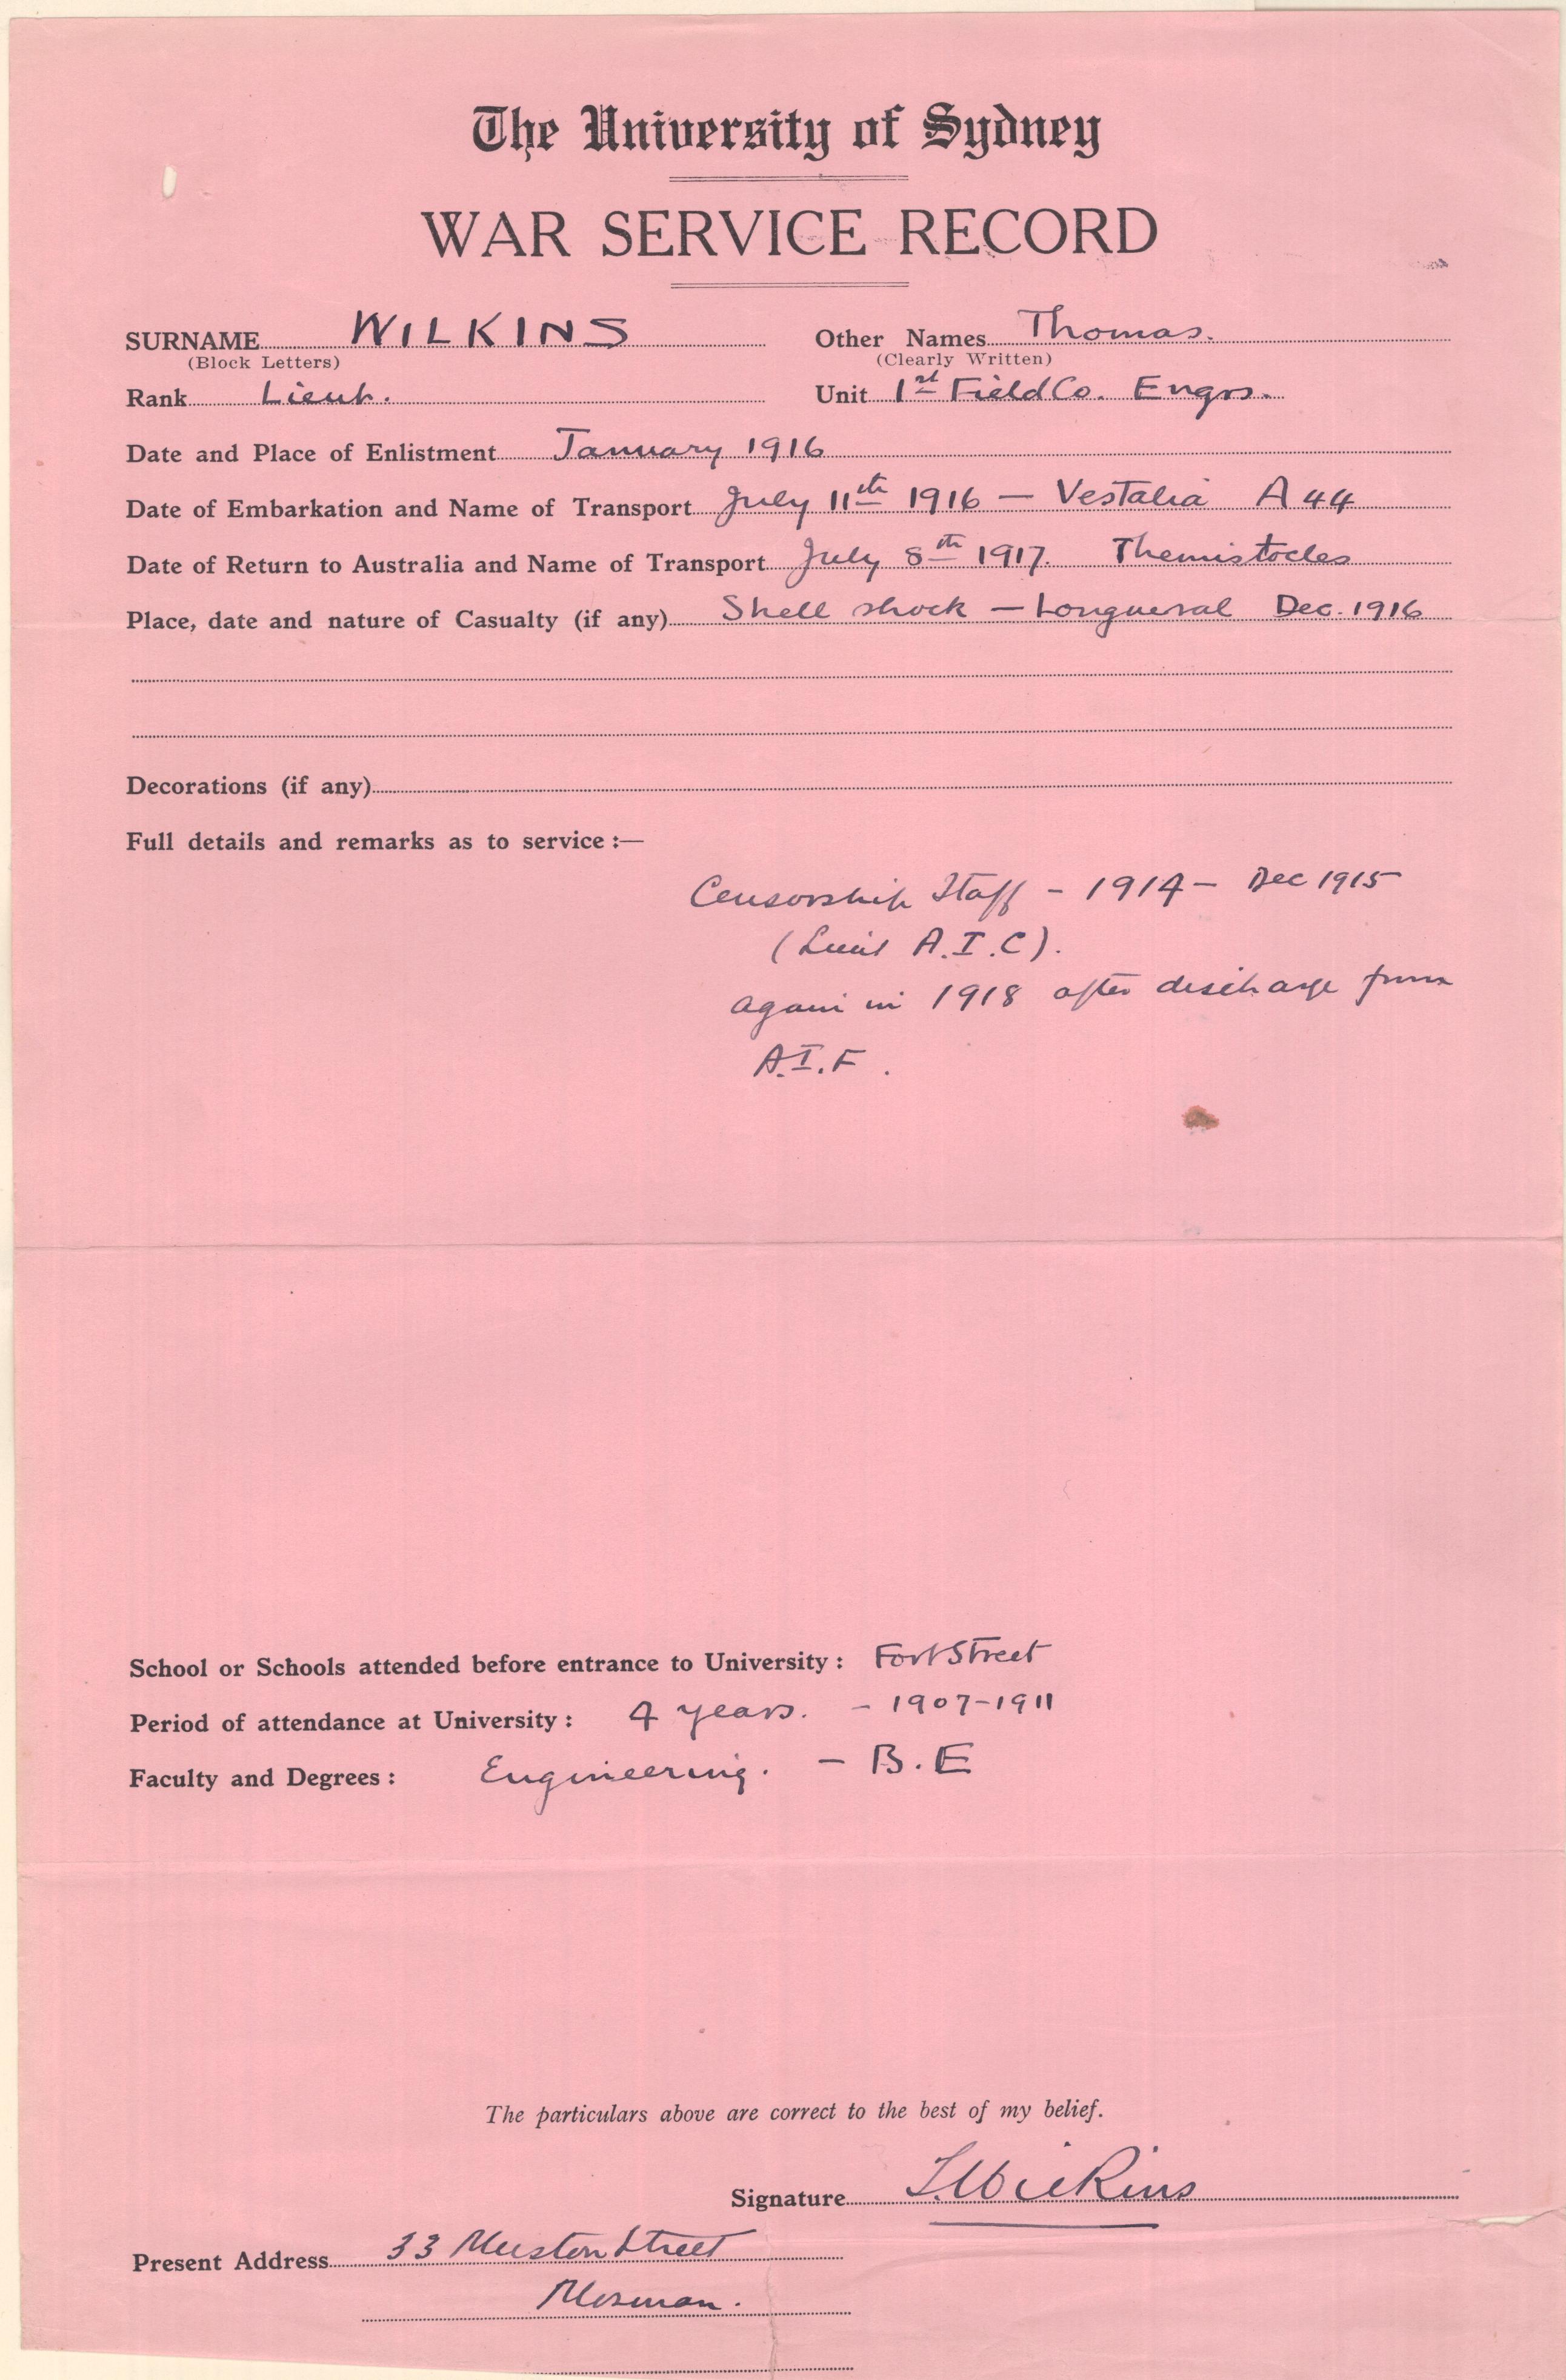 The University of Sydney
WAR SERVICE RECORD
SURNAME WILKINS Other Names Thomas.
(Block Letters) (Clearly Written)
Rank Lieut. Unit 1st Field Co. Engrs.
Date and Place of Enlistment January 1916
Date of Embarkation and Name of Transport July 11th 1916 — Vestalia A 44
Date of Return to Australia and Name of Transport July 8th 1917. Themistocles
Place, date and nature of Casualty (if any) Shell shock — Longueval Dec. 1916
Decorations (if any)
Full details and remarks as to service :—
Censorship Staff - 1914 - Dec 1915
(Lieut A.I.C).
again in 1918 after discharge from
A.I.F.
School or Schools attended before entrance to University : Fort Street
Period of attendance at University : 4 years. - 1907-1911
Faculty and Degrees : Engineering. - B.E
The particulars above are correct to the best of my belief.
Signature T. Wilkins
Present Address 33 Muston Street
Mosman.